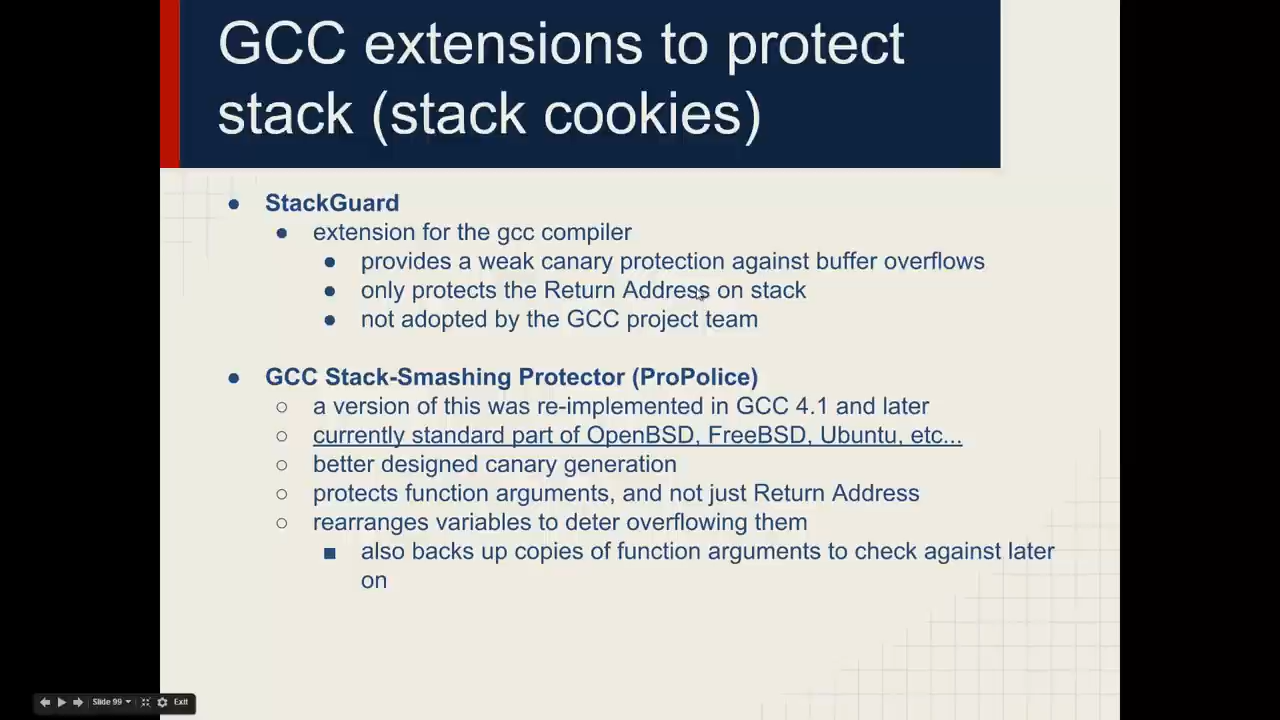 GCC extensions to protect
stack (stack cookies)
● StackGuard
● extension for the gcc compiler
● provides a weak canary protection against buffer overflows
● only protects the Return Address on stack
● not adopted by the GCC project team
● GCC Stack-Smashing Protector (ProPolice)
○ a version of this was re-implemented in GCC 4.1 and later
○ currently standard part of OpenBSD, FreeBSD, Ubuntu, etc...
○ better designed canary generation
○ protects function arguments, and not just Return Address
○ rearranges variables to deter overflowing them
■ also backs up copies of function arguments to check against later
on
Slide 99 Exit